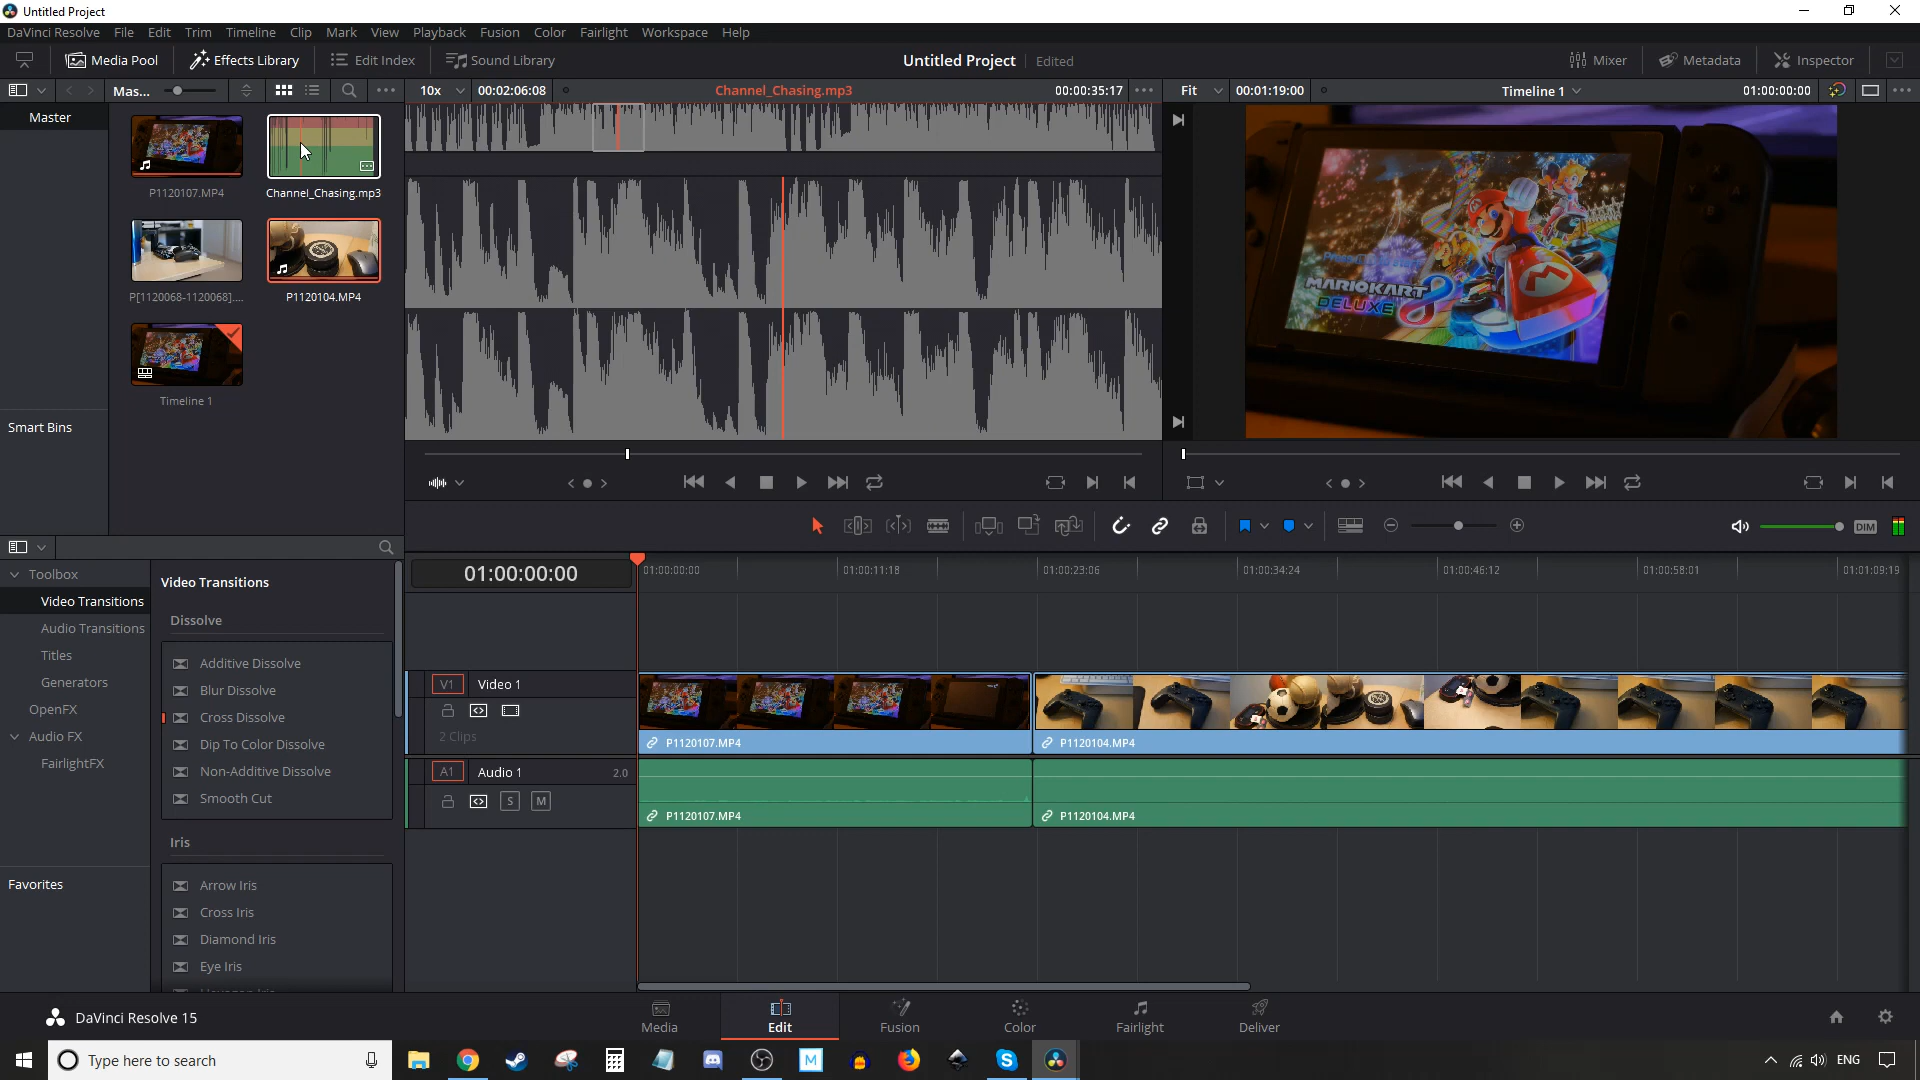 Untitled Project
DaVinci Resolve File Edit Trim Timeline Clip Mark View Playback Fusion Color Fairlight Workspace Help
Media Pool Effects Library Edit Index Sound Library Untitled Project Edited Mixer Metadata Inspector
Mas... 10x 00:02:06:08 Channel_Chasing.mp3 00:00:35:17 Fit 00:01:19:00 Timeline 1 01:00:00:00
Master
P1120107.MP4 Channel_Chasing.mp3
P[1120068-1120068].... P1120104.MP4
Timeline 1
Smart Bins
MARIOKART 8
DELUXE
DIM
Toolbox
Video Transitions
Audio Transitions
Titles
Generators
OpenFX
Audio FX
FairlightFX
Favorites
Video Transitions
Dissolve
Additive Dissolve
Blur Dissolve
Cross Dissolve
Dip To Color Dissolve
Non-Additive Dissolve
Smooth Cut
Iris
Arrow Iris
Cross Iris
Diamond Iris
Eye Iris
01:00:00:00 01:00:00:00 01:00:11:18 01:00:23:06 01:00:34:24 01:00:46:12 01:00:58:01 01:01:09:19
V1 Video 1
2 Clips
P1120107.MP4 P1120104.MP4
A1 Audio 1 2.0
S M
P1120107.MP4 P1120104.MP4
DaVinci Resolve 15 Media Edit Fusion Color Fairlight Deliver
Type here to search ENG